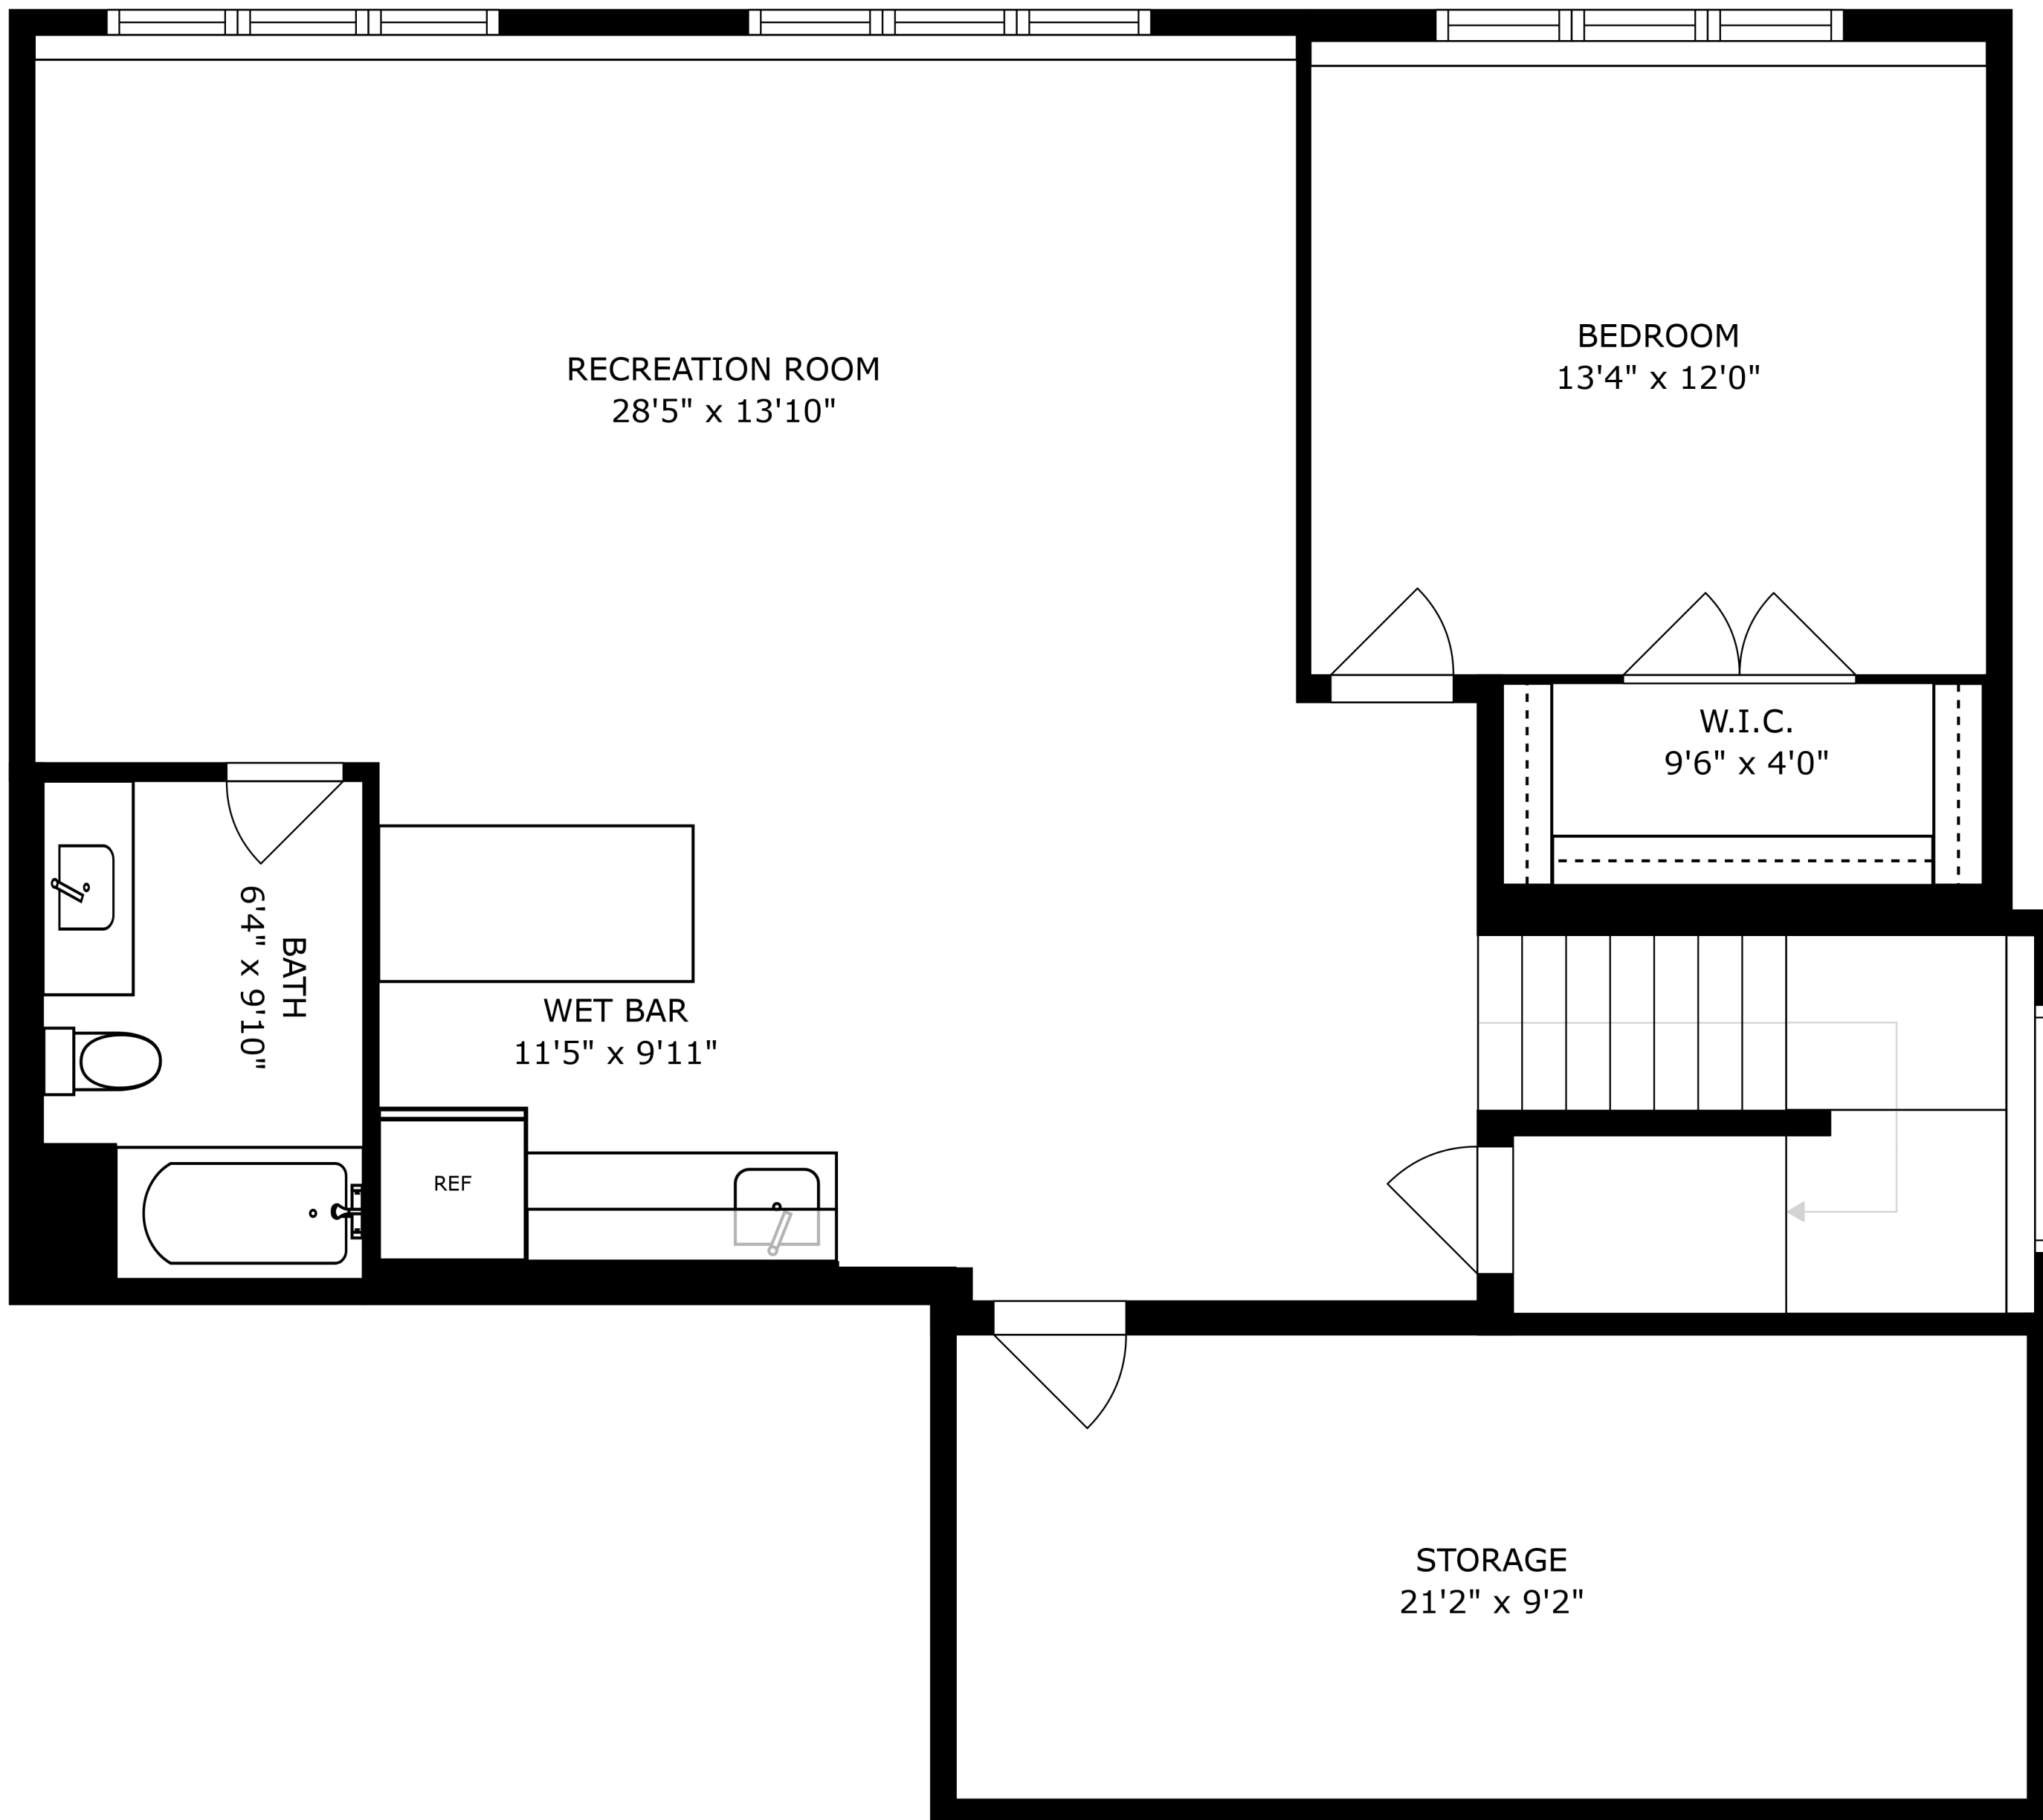 RECREATION ROOM
28'5" x 13'10"
BEDROOM
13'4" x 12'0"
W.I.C.
9'6" x 4'0"
BATH
6'4" x 9'10"
WET BAR
11'5" x 9'11"
REF
STORAGE
21'2" x 9'2"